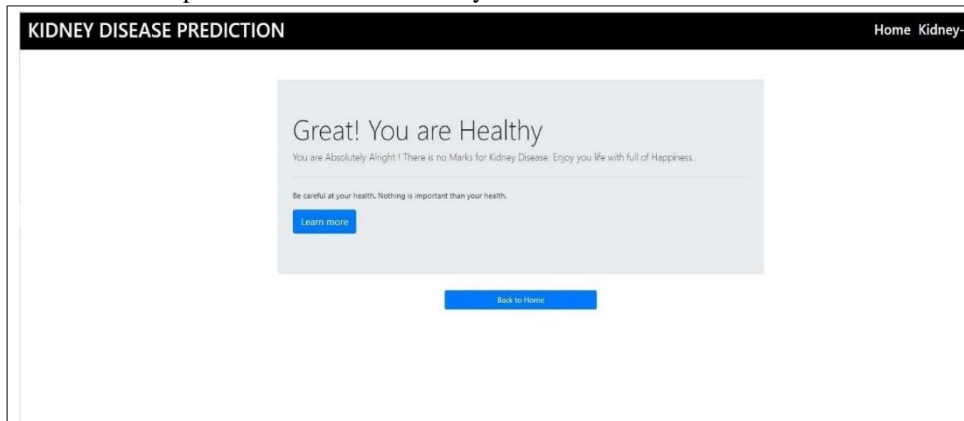 KIDNEY DISEASE PREDICTION
Home Kidney-
Great! You are Healthy
You are Absolutely Alright ! There is no Marks for Kidney Disease. Enjoy you life with full of Happiness.
Be careful at your health. Nothing is important than your health.
Learn more
Back to Home